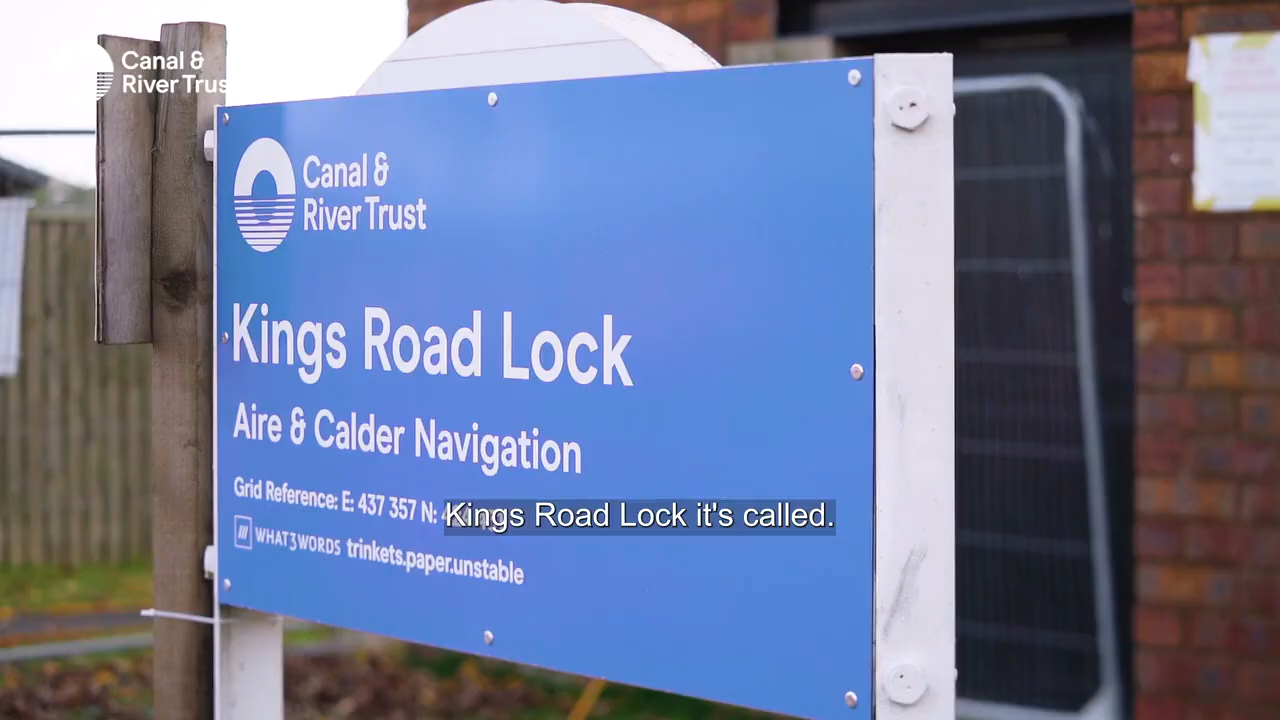 Canal &
River Trus
Canal &
River Trust
Kings Road Lock
Aire & Calder Navigation
Grid Reference: E: 437 357 N:
Kings Road Lock it's called.
WHAT3WORDS trinkets.paper.unstable